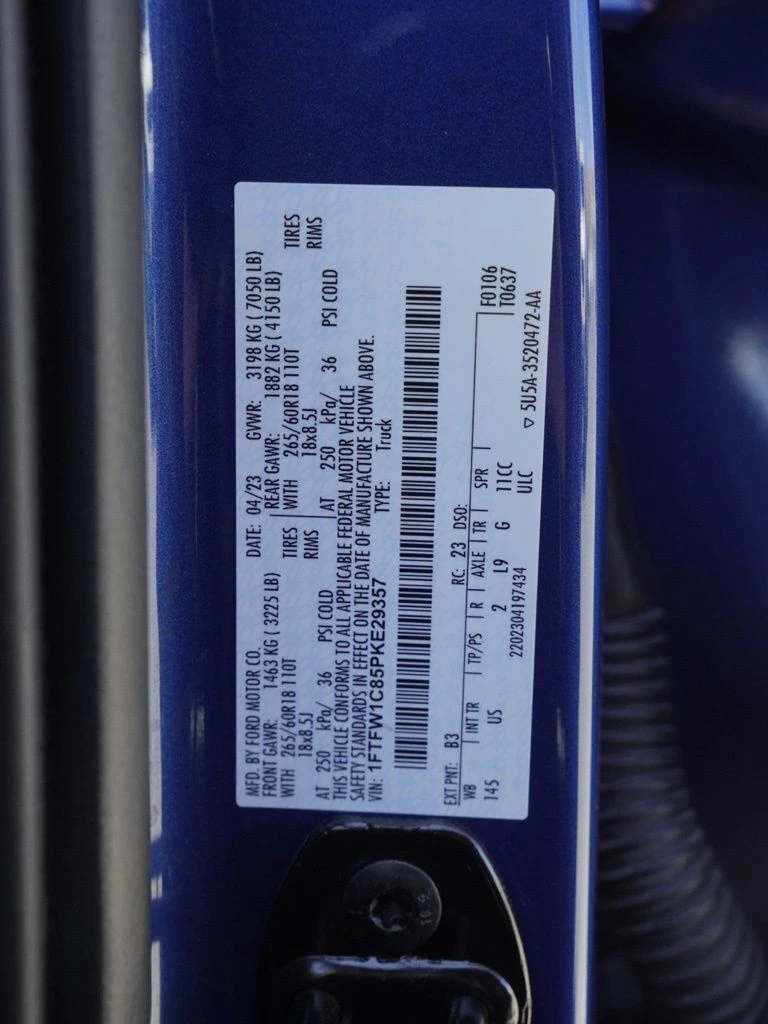 MFD. BY FORD MOTOR CO. DATE: 04/23 GVWR: 3198 KG ( 7050 LB)
FRONT GAWR: 1463 KG ( 3225 LB) REAR GAWR: 1882 KG ( 4150 LB)
WITH 265/60R18 110T TIRES WITH 265/60R18 110T TIRES
18x8.5J RIMS 18x8.5J RIMS
AT 250 kPa/ 36 PSI COLD AT 250 kPa/ 36 PSI COLD
THIS VEHICLE CONFORMS TO ALL APPLICABLE FEDERAL MOTOR VEHICLE
SAFETY STANDARDS IN EFFECT ON THE DATE OF MANUFACTURE SHOWN ABOVE.
VIN: 1FTFW1C85PKE29357 TYPE: Truck
EXT PNT: B3 RC: 23 DSO:
WB INT TR TP/PS R AXLE TR SPR F0106
T0637
145 US 2 L9 G 11CC
2202304197434 ULC
▽ 5U5A-3520472-AA
10.9